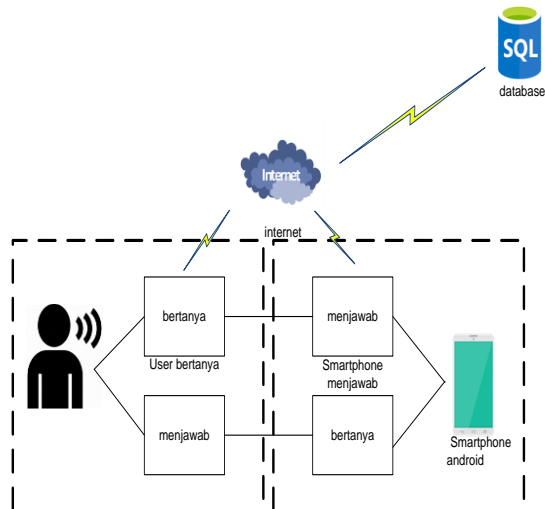 SQL
database
Internet
internet
bertanya
User bertanya
menjawab
Smartphone
menjawab
menjawab
bertanya
Smartphone
android